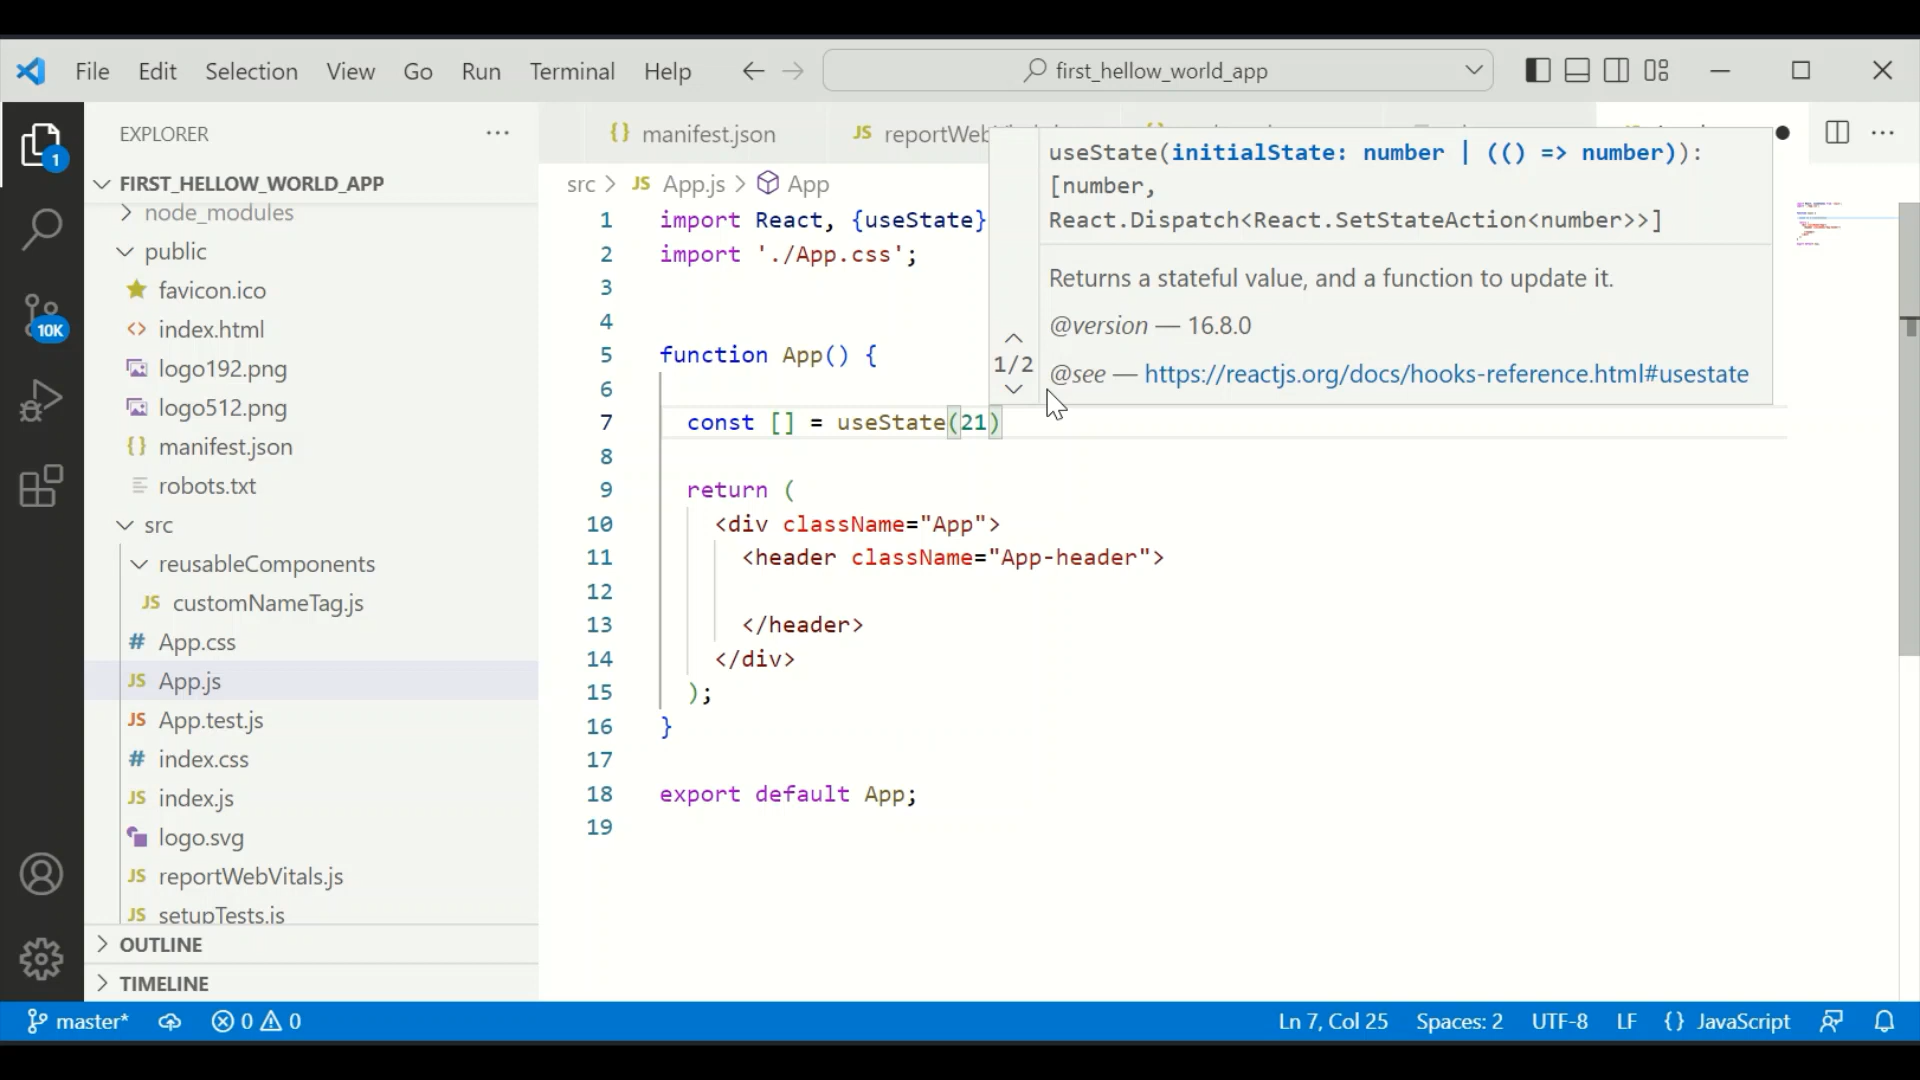 File Edit Selection View Go Run Terminal Help first_hellow_world_app
EXPLORER
1
10K
FIRST_HELLOW_WORLD_APP
node_modules
public
favicon.ico
index.html
logo192.png
logo512.png
manifest.json
robots.txt
src
reusableComponents
JS customNameTag.js
# App.css
JS App.js
JS App.test.js
# index.css
JS index.js
logo.svg
JS reportWebVitals.js
JS setupTests.js
OUTLINE
TIMELINE
{} manifest.json JS
src > JS App.js > App
1 import React, {useState}
2 import './App.css';
3
4
5 function App() {
6
7 const [] = useState(21)
8
9 return (
10 <div className="App">
11 <header className="App-header">
12
13 </header>
14 </div>
15 );
16 }
17
18 export default App;
19
useState(initialState: number | (() => number)):
[number,
React.Dispatch<React.SetStateAction<number>>]
Returns a stateful value, and a function to update it.
@version — 16.8.0
1/2
@see — https://reactjs.org/docs/hooks-reference.html#usestate
master* 0 0 Ln 7, Col 25 Spaces: 2 UTF-8 LF {} JavaScript